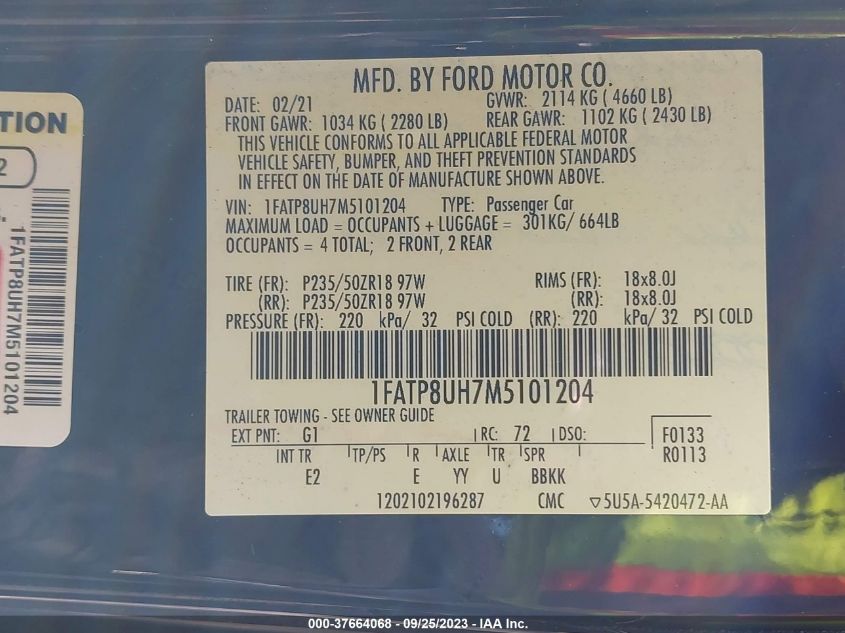 MFD. BY FORD MOTOR CO.
DATE: 02/21 GVWR: 2114 KG ( 4660 LB)
FRONT GAWR: 1034 KG ( 2280 LB) REAR GAWR: 1102 KG ( 2430 LB)
THIS VEHICLE CONFORMS TO ALL APPLICABLE FEDERAL MOTOR
VEHICLE SAFETY, BUMPER, AND THEFT PREVENTION STANDARDS
IN EFFECT ON THE DATE OF MANUFACTURE SHOWN ABOVE.
VIN: 1FATP8UH7M5101204 TYPE: Passenger Car
MAXIMUM LOAD = OCCUPANTS + LUGGAGE = 301KG/ 664LB
OCCUPANTS = 4 TOTAL; 2 FRONT, 2 REAR
TIRE (FR): P235/50ZR18 97W RIMS (FR): 18x8.0J
(RR): P235/50ZR18 97W (RR): 18x8.0J
PRESSURE (FR): 220 kPa/ 32 PSI COLD (RR): 220 kPa/ 32 PSI COLD
1FATP8UH7M5101204
TRAILER TOWING - SEE OWNER GUIDE
EXT PNT: G1 RC: 72 DSO: F0133
INT TR TP/PS R AXLE TR SPR R0113
E2 E YY U BBKK
1202102196287 CMC ▽5U5A-5420472-AA
TION
2
1FATP8UH7M5101204
000-37664068 - 09/25/2023 - IAA Inc.